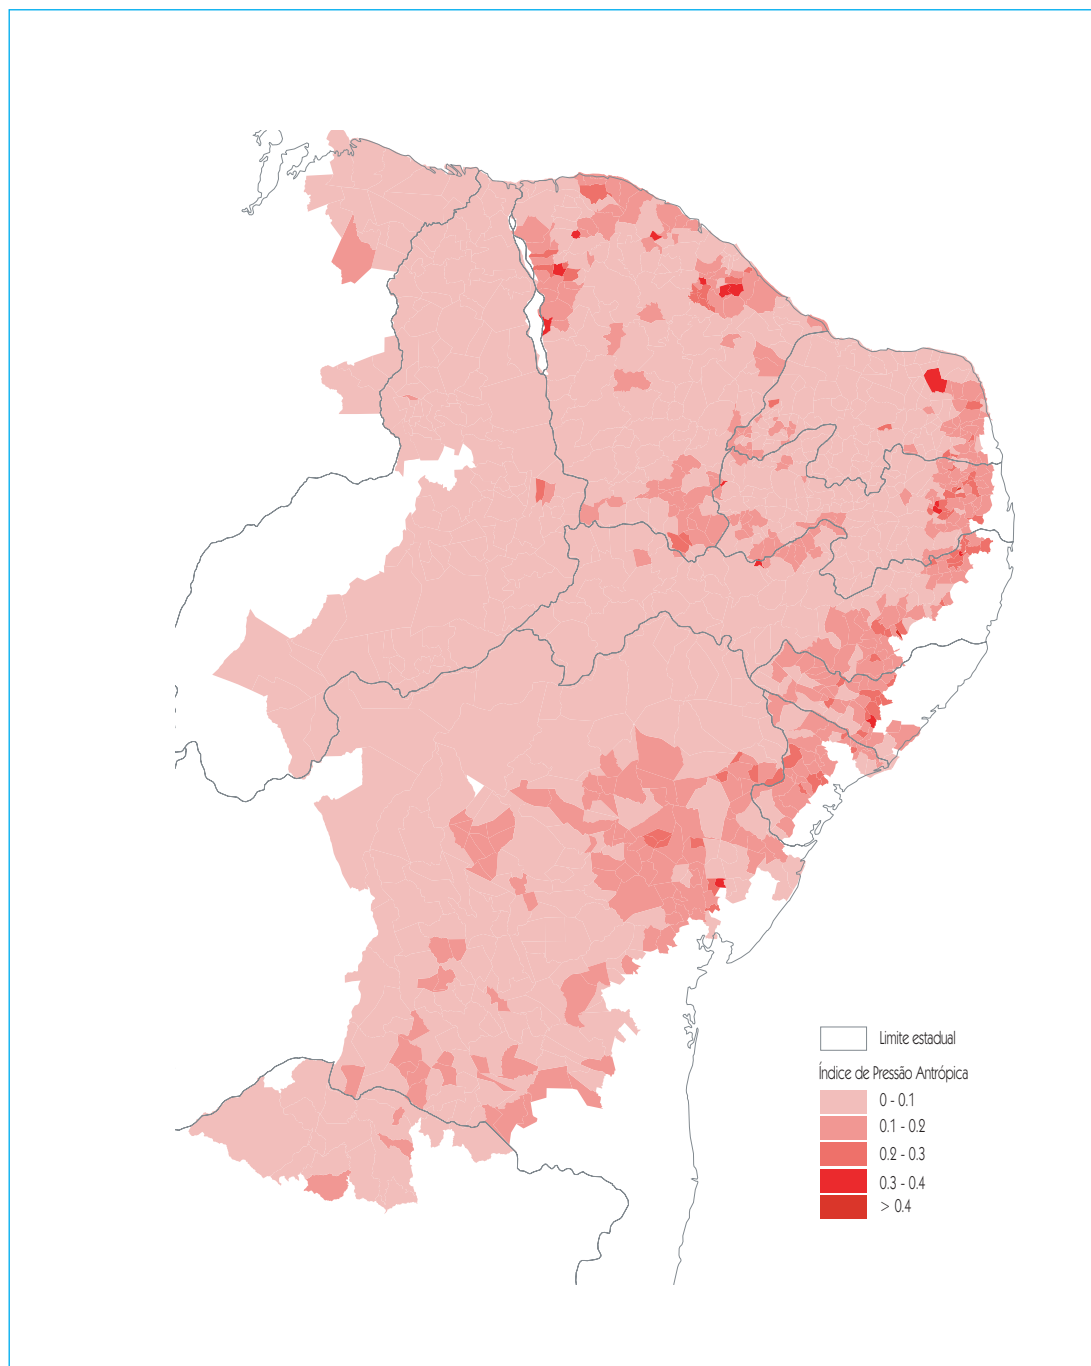 Limite estadual
Índice de Pressão Antrópica
0 - 0.1
0.1 - 0.2
0.2 - 0.3
0.3 - 0.4
> 0.4